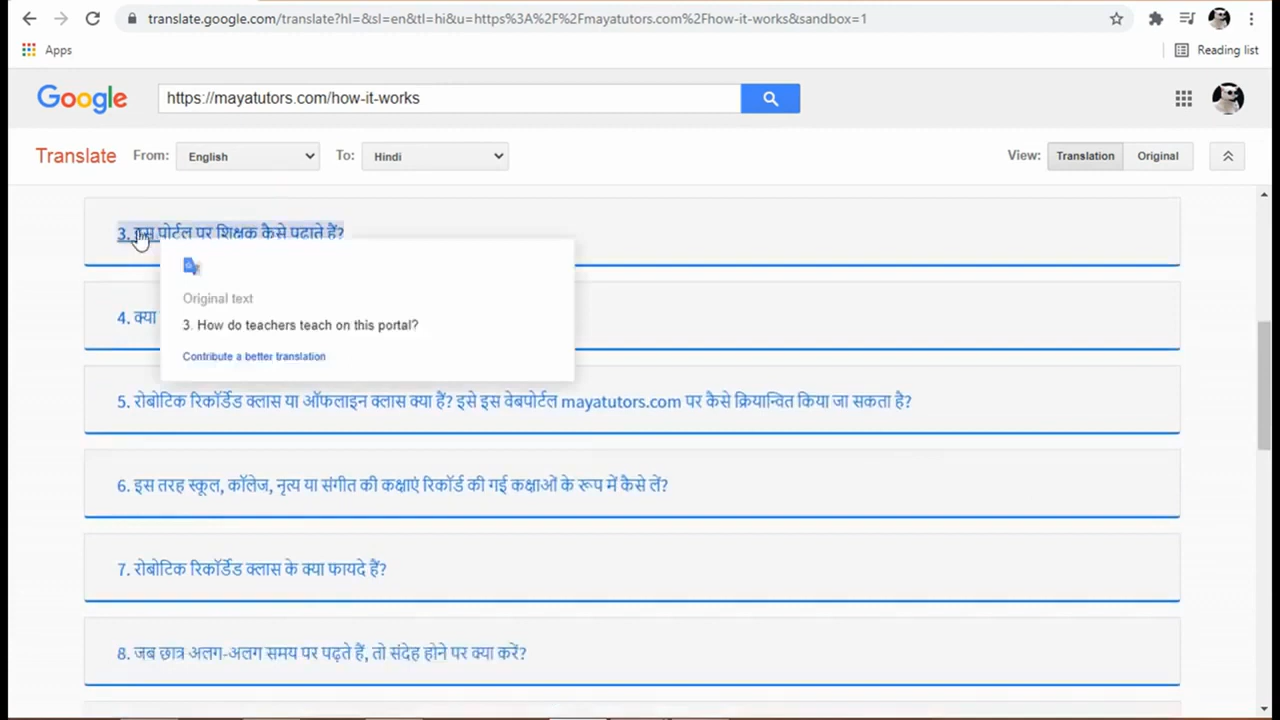 translate.google.com/translate?hl=&sl=en&tl=hi&u=https%3A%2F%2Fmayatutors.com%2Fhow-it-works&sandbox=1
Apps
Reading list
Google
https://mayatutors.com/how-it-works
Translate From: English To: Hindi View: Translation Original
3. इस पोर्टल पर शिक्षक कैसे पढ़ाते हैं?
Original text
3. How do teachers teach on this portal?
Contribute a better translation
4. क्या
5. रोबोटिक रिकॉर्डेड क्लास या ऑफलाइन क्लास क्या हैं? इसे इस वेबपोर्टल mayatutors.com पर कैसे क्रियान्वित किया जा सकता है?
6. इस तरह स्कूल, कॉलेज, नृत्य या संगीत की कक्षाएं रिकॉर्ड की गई कक्षाओं के रूप में कैसे लें?
7. रोबोटिक रिकॉर्डेड क्लास के क्या फायदे हैं?
8. जब छात्र अलग-अलग समय पर पढ़ते हैं, तो संदेह होने पर क्या करें?